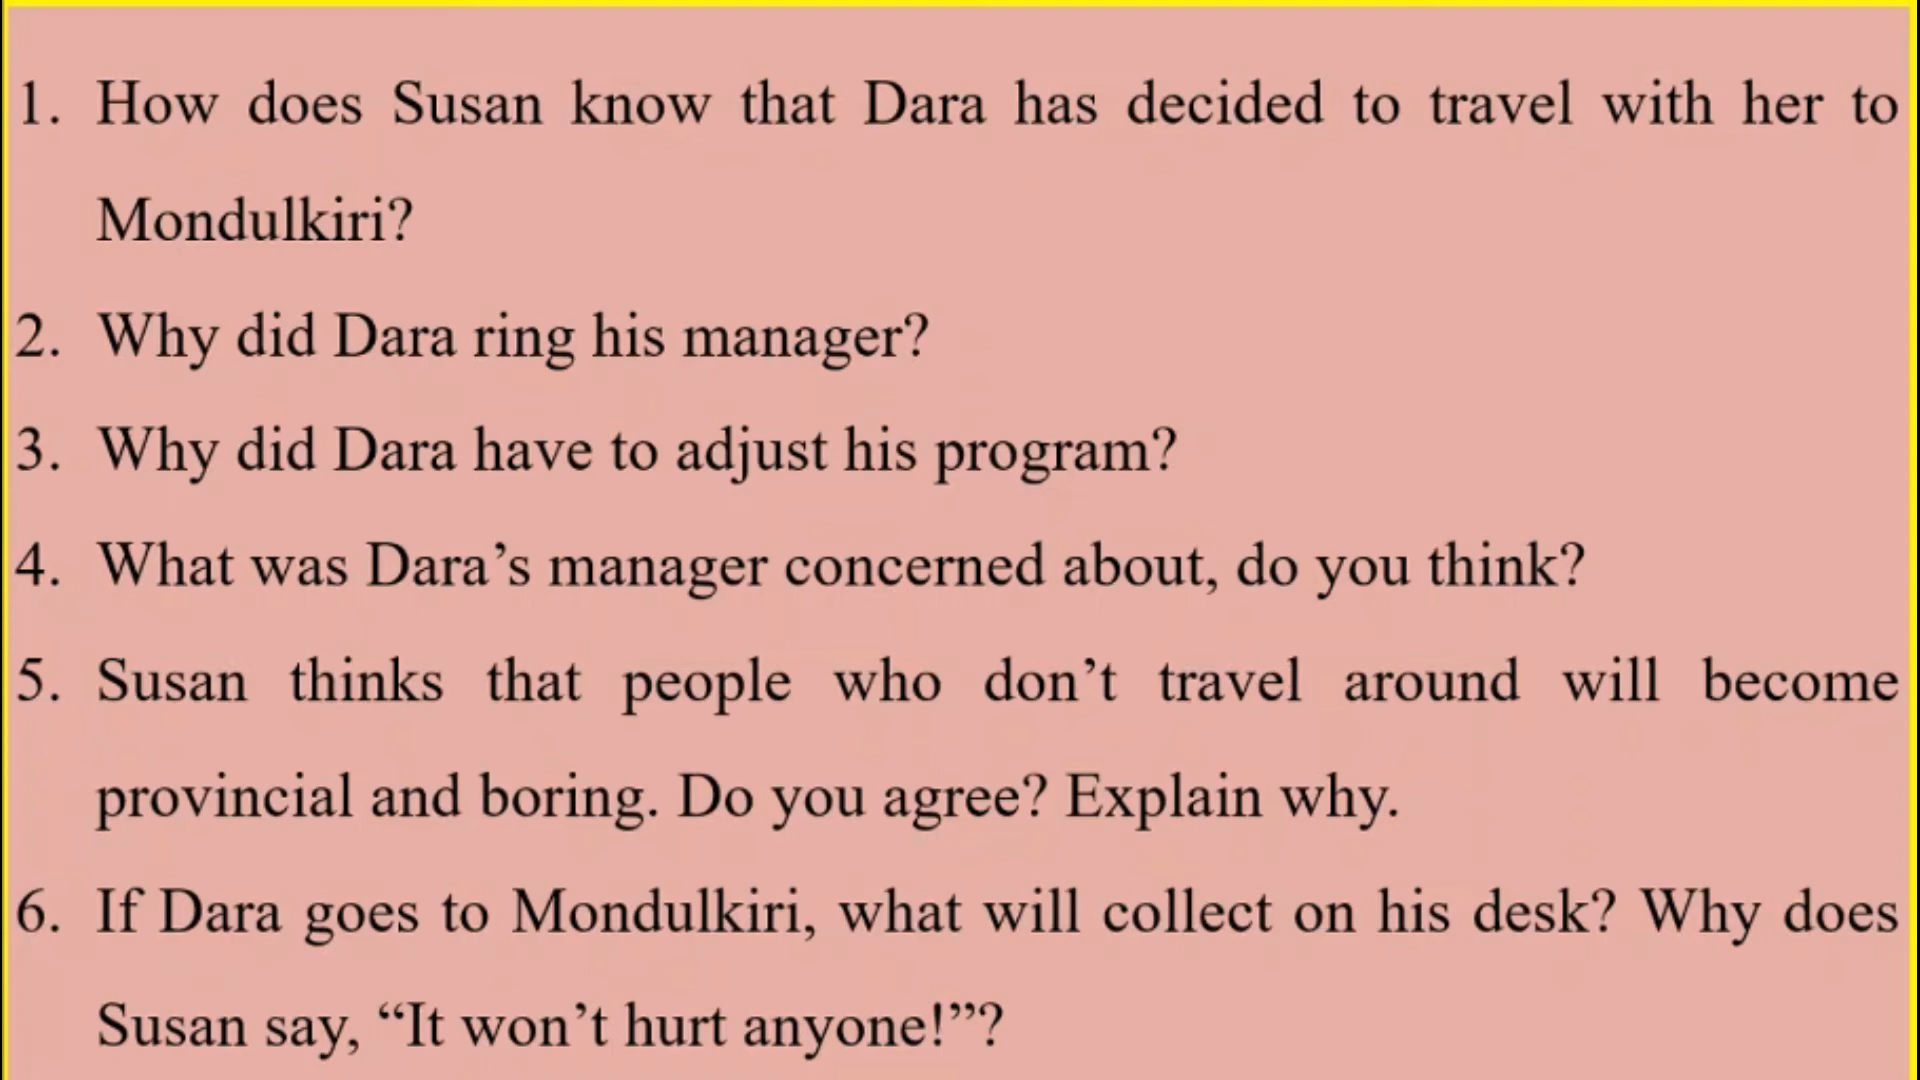 1. How does Susan know that Dara has decided to travel with her to
Mondulkiri?
2. Why did Dara ring his manager?
3. Why did Dara have to adjust his program?
4. What was Dara’s manager concerned about, do you think?
5. Susan thinks that people who don’t travel around will become
provincial and boring. Do you agree? Explain why.
6. If Dara goes to Mondulkiri, what will collect on his desk? Why does
Susan say, “It won’t hurt anyone!”?